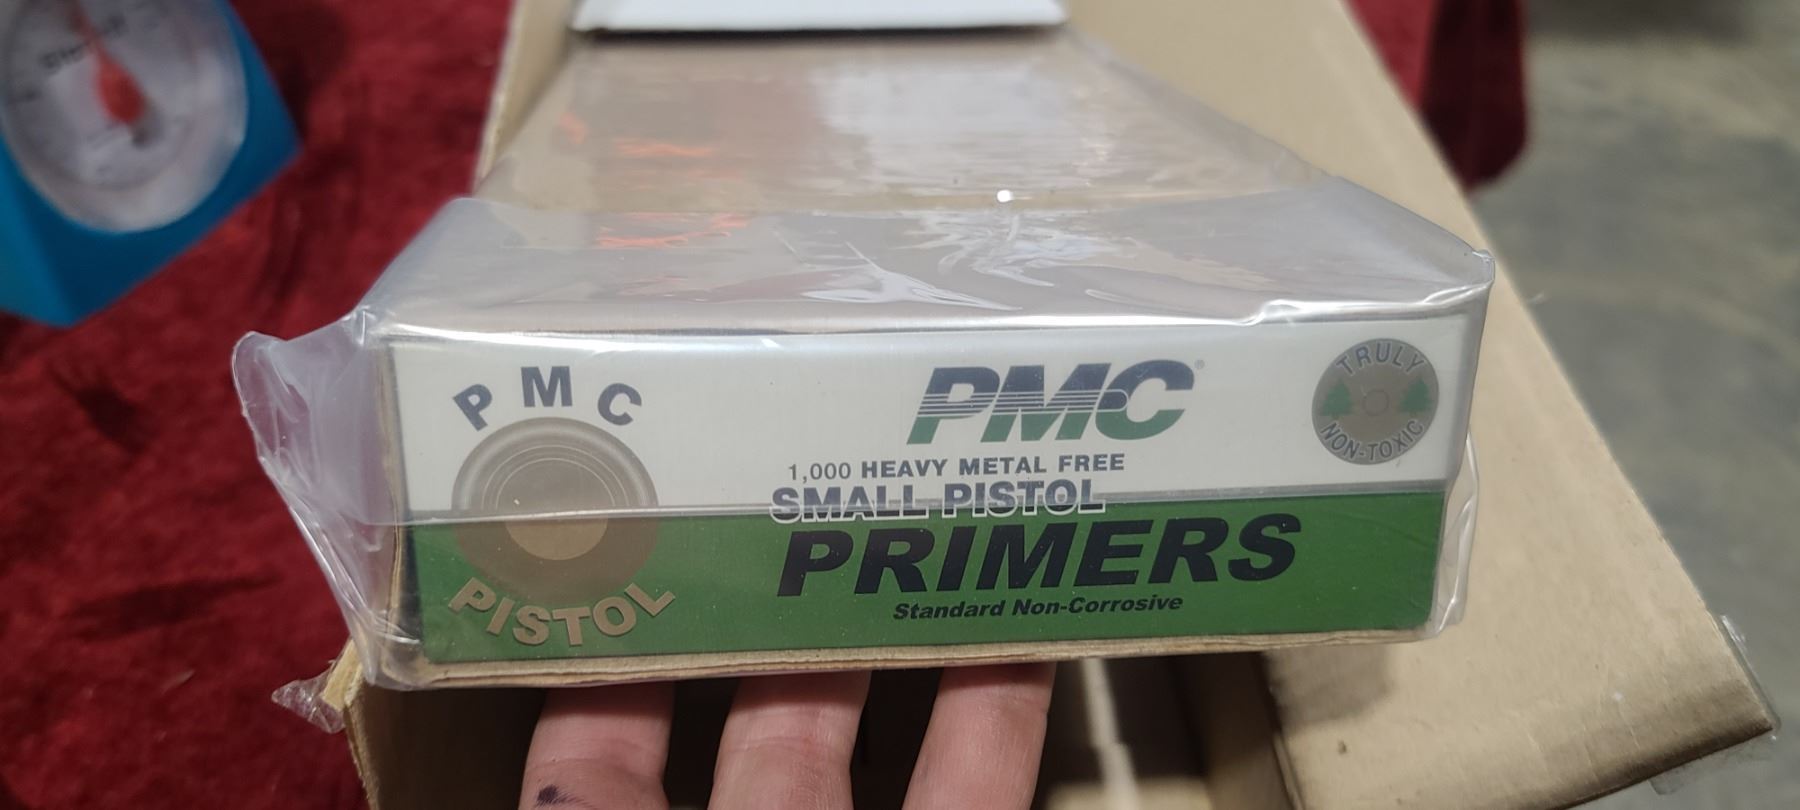 PMC
PISTOL
PMC®
1,000 HEAVY METAL FREE
SMALL PISTOL
PRIMERS
Standard Non-Corrosive
TRULY
NON-TOXIC